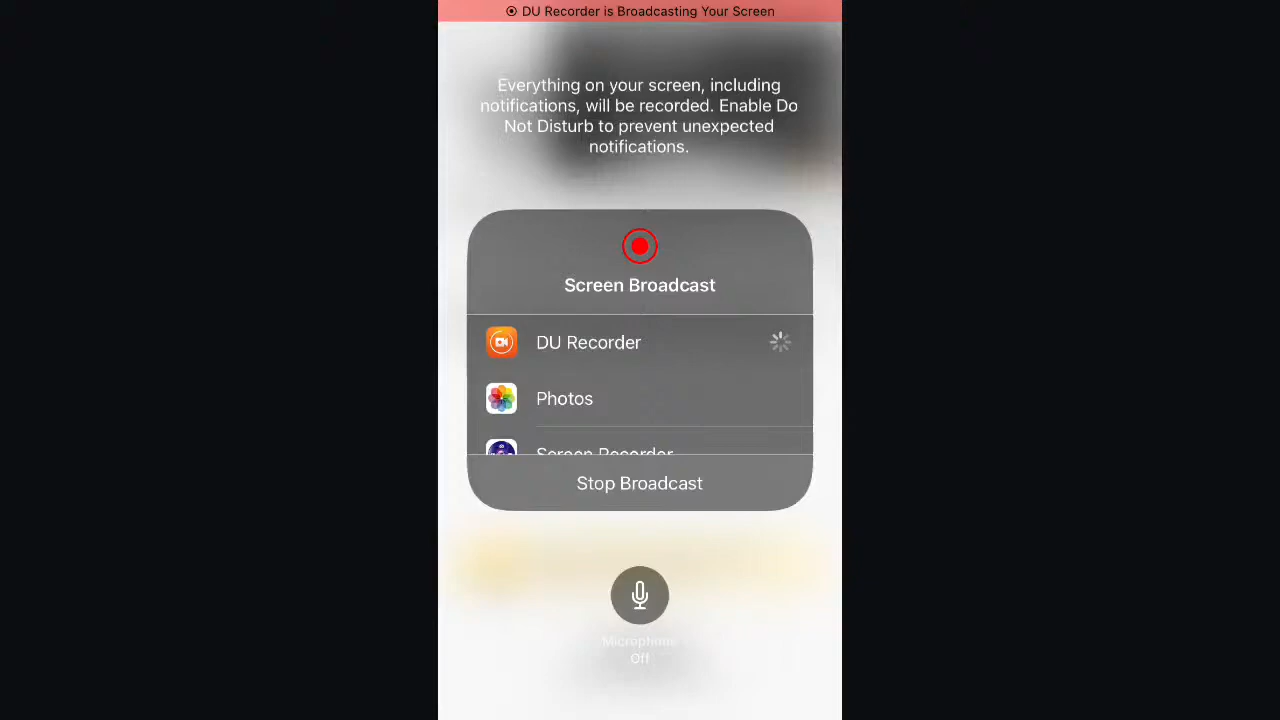 DU Recorder is Broadcasting Your Screen
Everything on your screen, including
notifications, will be recorded. Enable Do
Not Disturb to prevent unexpected
notifications.
Screen Broadcast
DU Recorder
Photos
Screen Recorder
Stop Broadcast
Microphone
Off